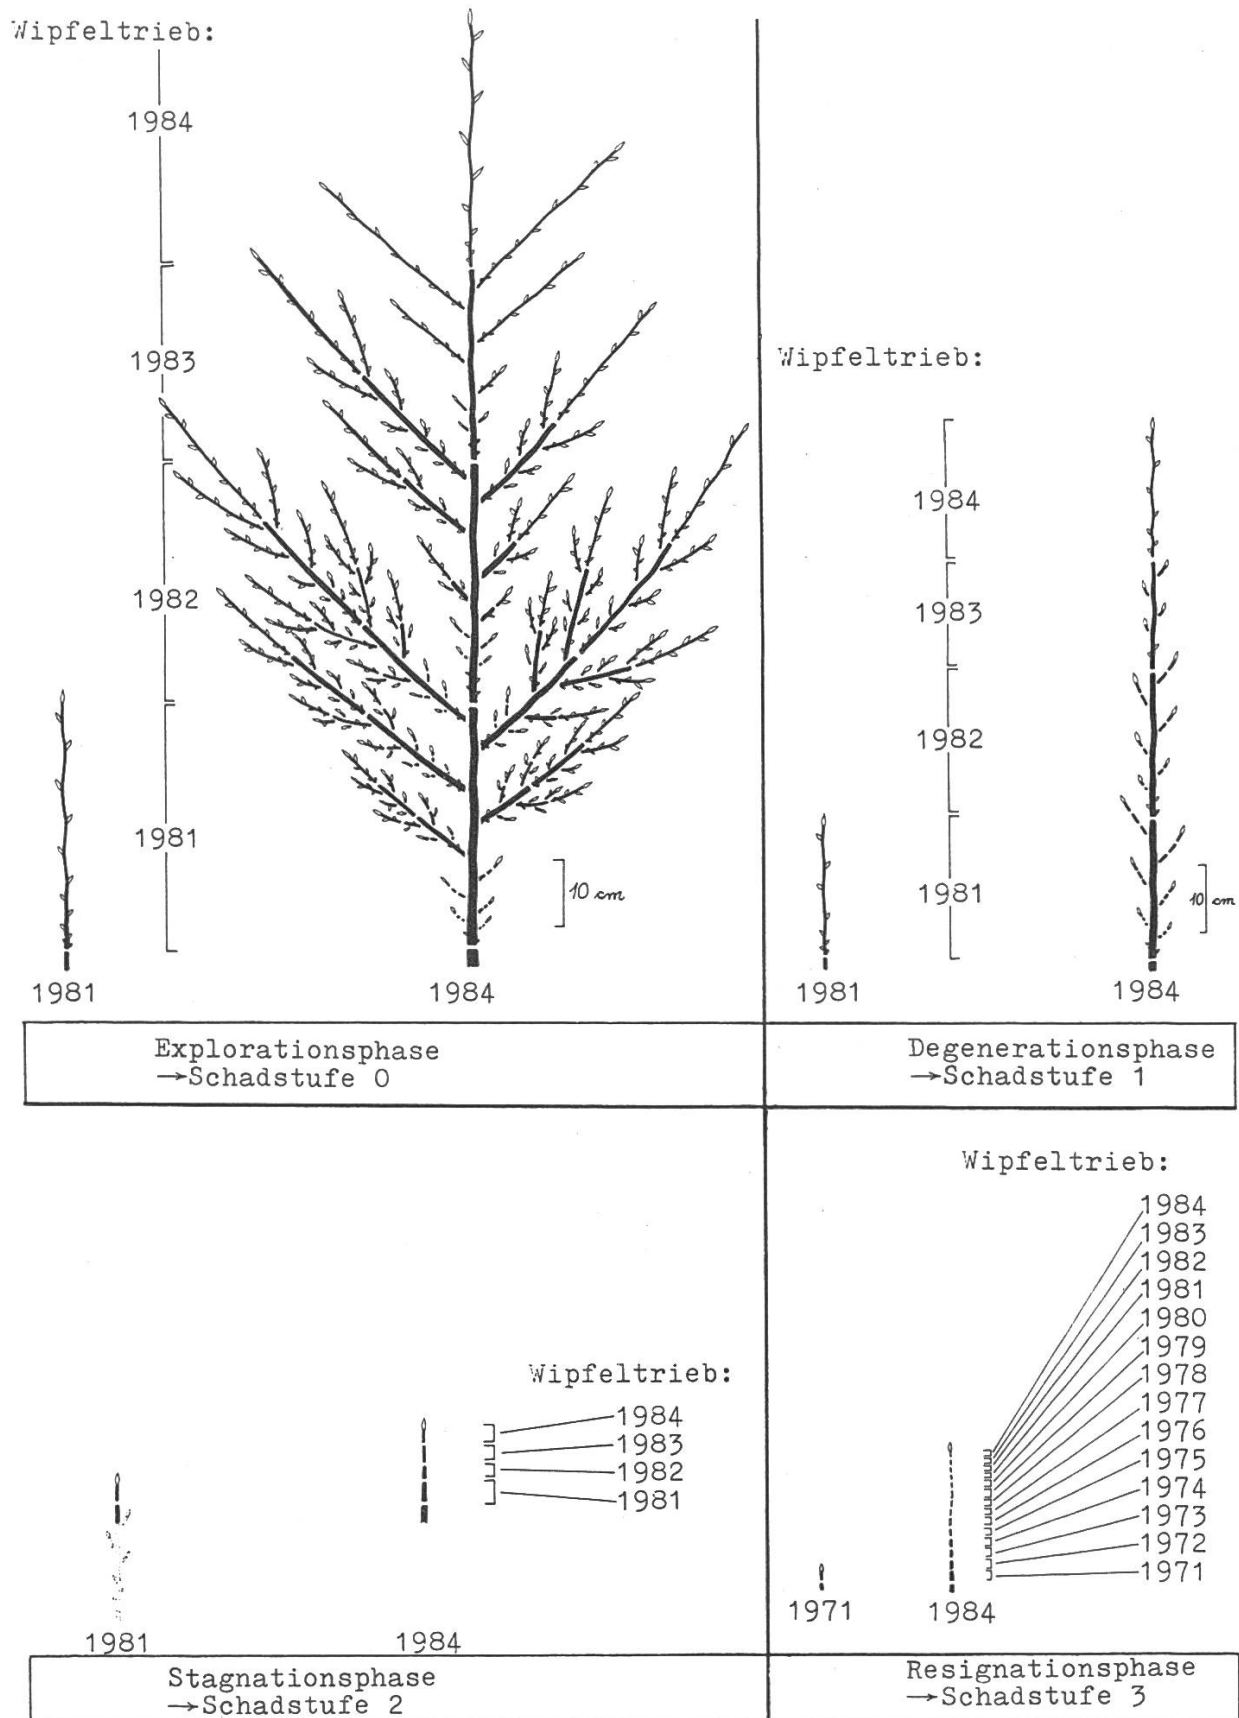 Wipfeltrieb:
1984
1983
1982
1981
10 cm
1981
1984
Explorationsphase
→Schadstufe 0
Wipfeltrieb:
1984
1983
1982
1981
10 cm
1981
1984
Degenerationsphase
→Schadstufe 1
Wipfeltrieb:
1984
1983
1982
1981
1981
1984
Stagnationsphase
→Schadstufe 2
Wipfeltrieb:
1984
1983
1982
1981
1980
1979
1978
1977
1976
1975
1974
1973
1972
1971
1971
1984
Resignationsphase
→Schadstufe 3